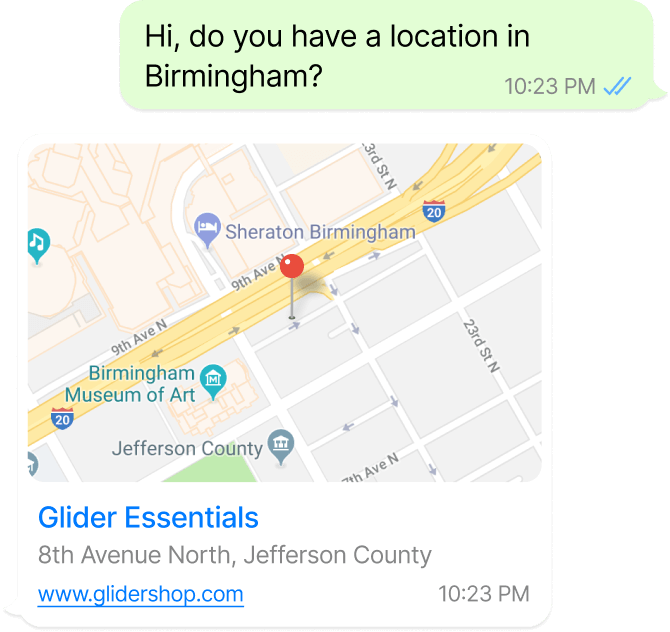 Hi, do you have a location in
Birmingham?
10:23 PM
3rd St N
20
Sheraton Birmingham
9th Ave N
9th Ave N
23rd St N
Birmingham
Museum of Art
20
Jefferson County
7th Ave N
Glider Essentials
8th Avenue North, Jefferson County
www.glidershop.com
10:23 PM